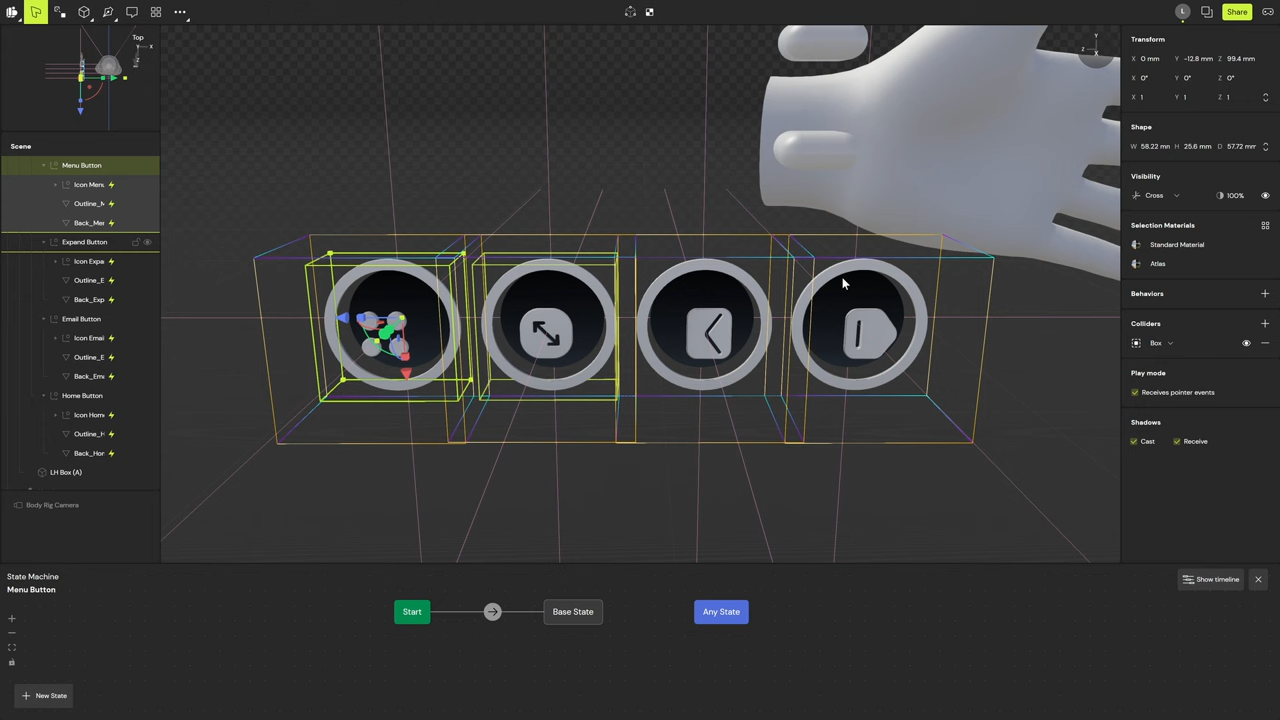 Share
L
Top
X
Z
Y
Z
X
Scene
Menu Button
Icon Menu
Outline_M
Back_Mer
Expand Button
Icon Expa
Outline_E
Back_Exp
Email Button
Icon Emai
Outline_E
Back_Ema
Home Button
Icon Home
Outline_H
Back_Hor
LH Box (A)
Body Rig Camera
Transform
X 0 mm Y -12.8 mm Z 99.4 mm
X 0° Y 0° Z 0°
X 1 Y 1 Z 1
Shape
W 58.22 mm H 25.6 mm D 57.72 mm
Visibility
Cross 100%
Selection Materials
Standard Material
Atlas
Behaviors
Colliders
Box
Play mode
Receives pointer events
Shadows
Cast Receive
State Machine
Menu Button
Show timeline
Start
Base State
Any State
New State